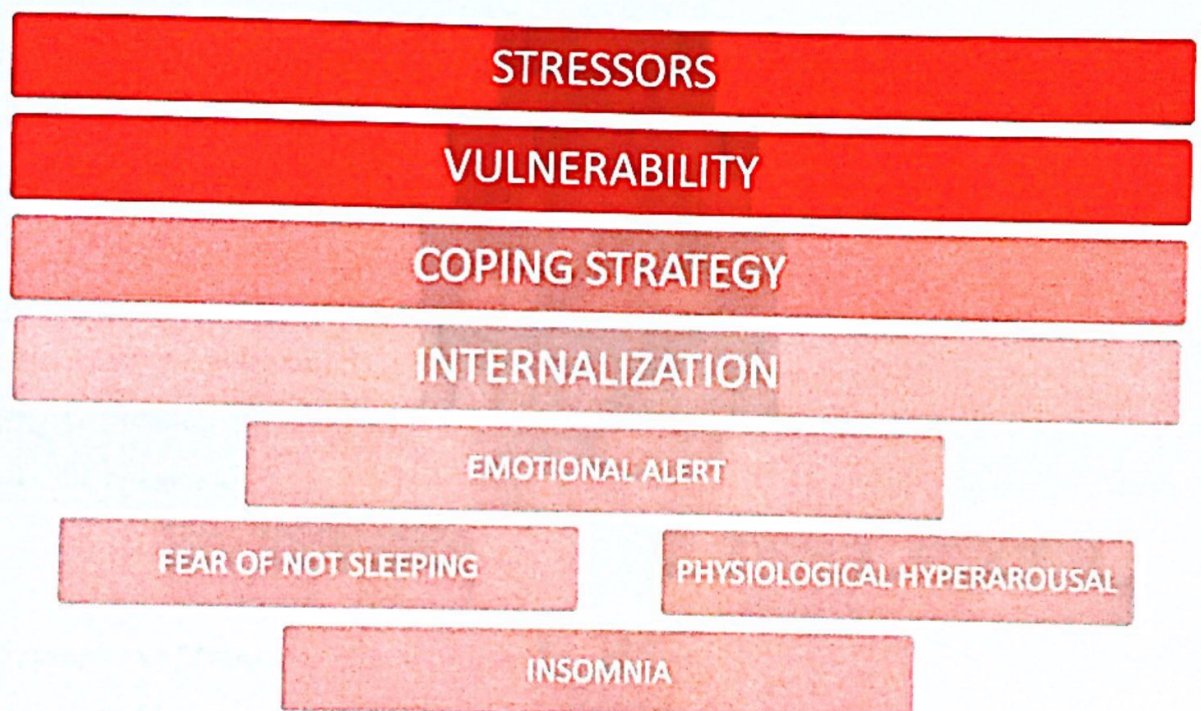 STRESSORS
VULNERABILITY
COPING STRATEGY
INTERNALIZATION
EMOTIONAL ALERT
FEAR OF NOT SLEEPING
PHYSIOLOGICAL HYPERAROUSAL
INSOMNIA